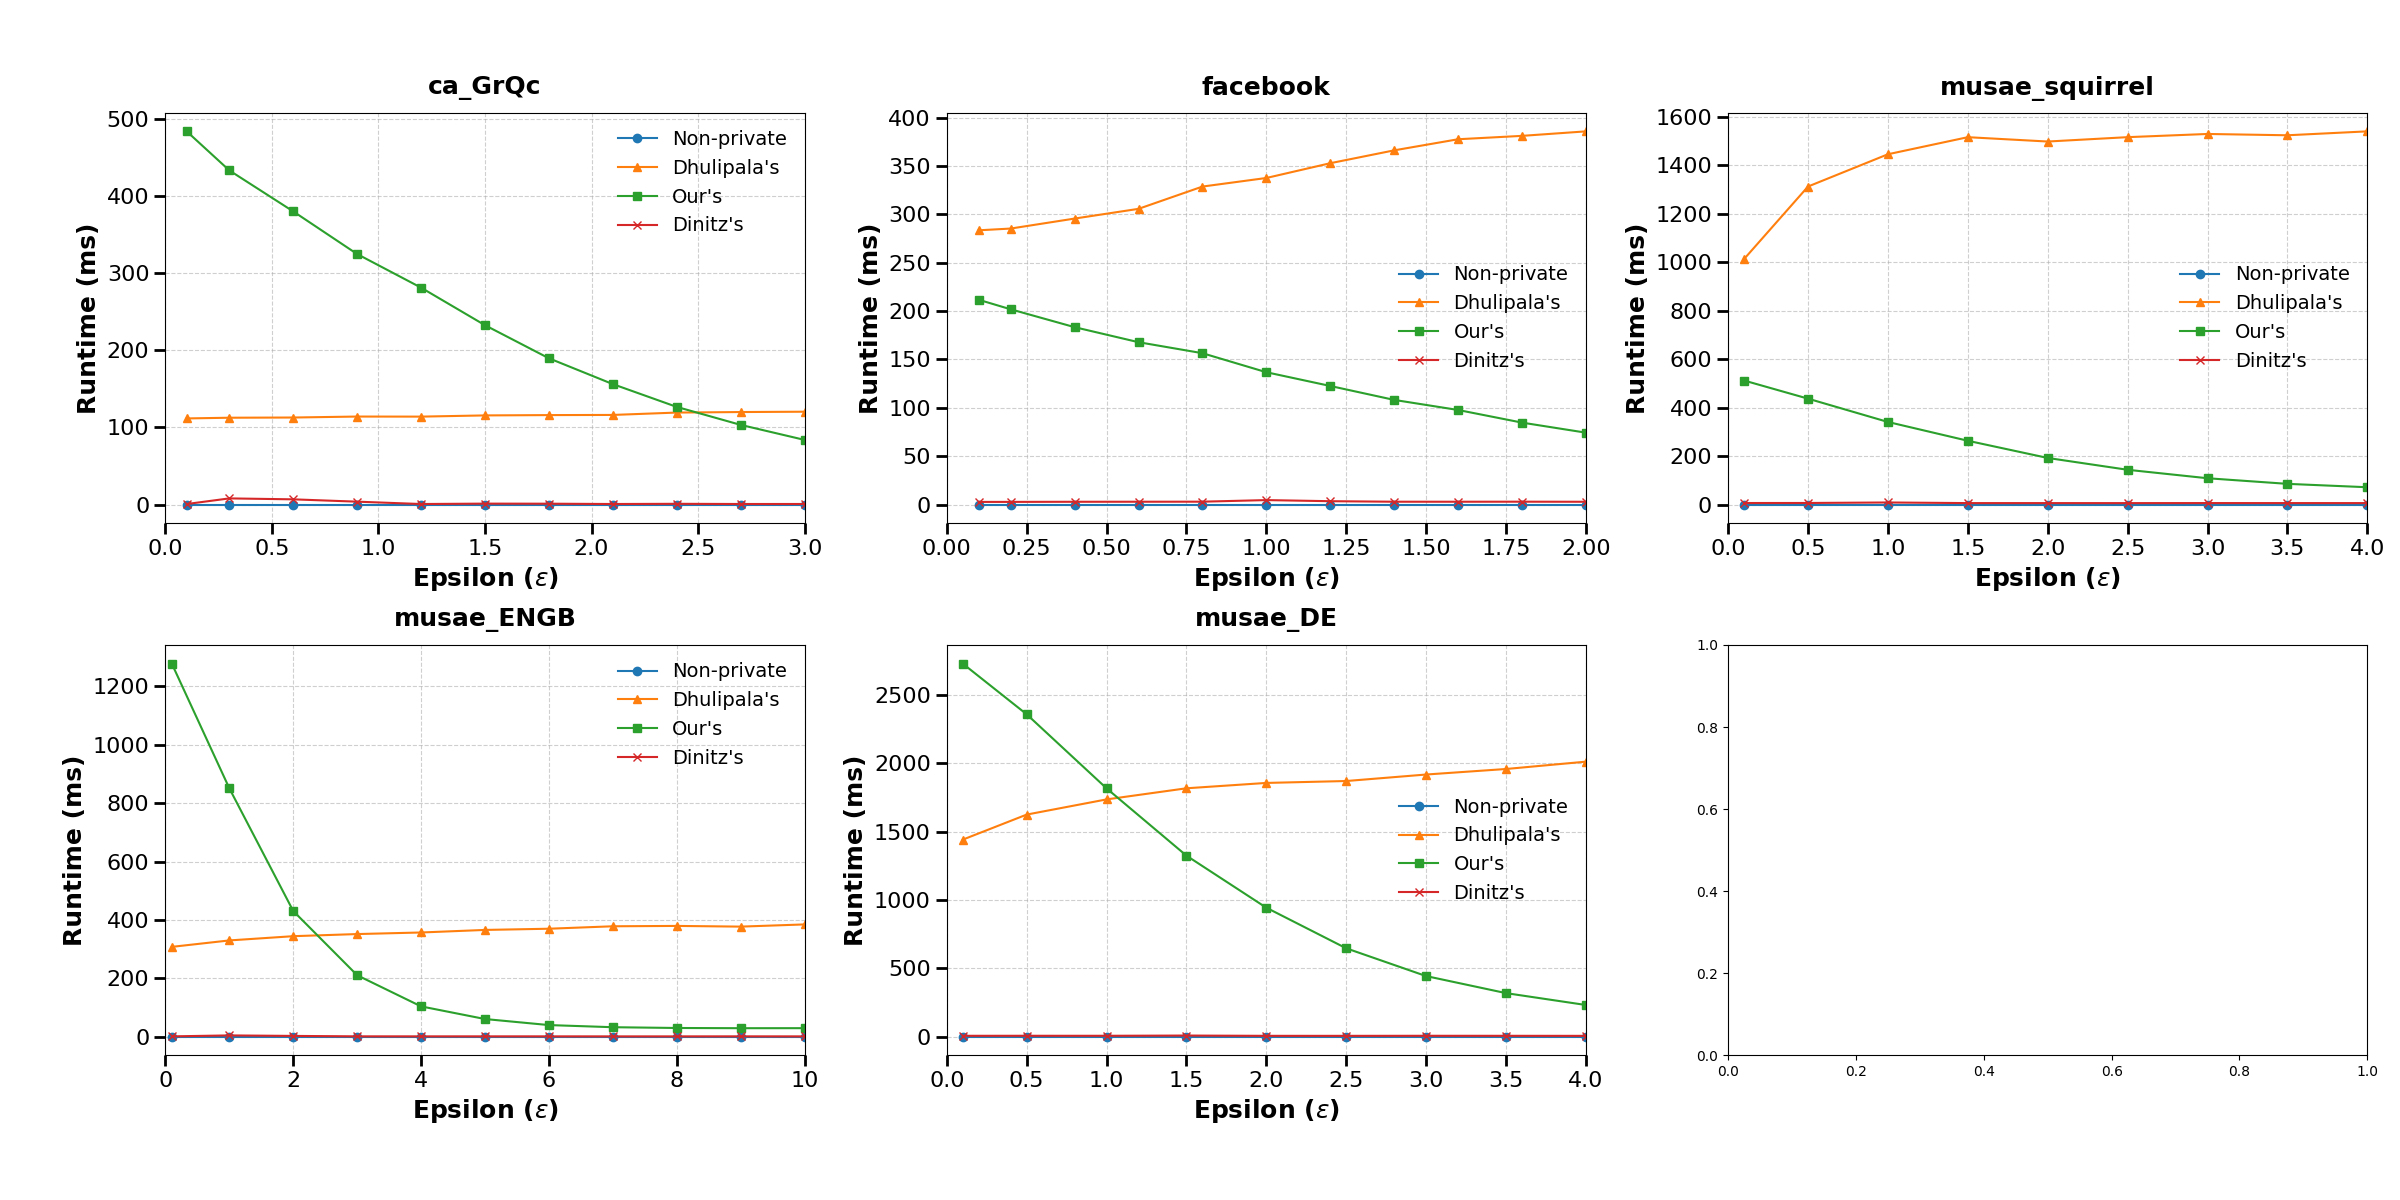 ca_GrQc
Runtime (ms)
500
400
300
200
100
0
Non-private
Dhulipala's
Our's
Dinitz's
0.0 0.5 1.0 1.5 2.0 2.5 3.0
Epsilon (ε)
facebook
Runtime (ms)
400
350
300
250
200
150
100
50
0
Non-private
Dhulipala's
Our's
Dinitz's
0.00 0.25 0.50 0.75 1.00 1.25 1.50 1.75 2.00
Epsilon (ε)
musae_squirrel
Runtime (ms)
1600
1400
1200
1000
800
600
400
200
0
Non-private
Dhulipala's
Our's
Dinitz's
0.0 0.5 1.0 1.5 2.0 2.5 3.0 3.5 4.0
Epsilon (ε)
musae_ENGB
Runtime (ms)
1200
1000
800
600
400
200
0
Non-private
Dhulipala's
Our's
Dinitz's
0 2 4 6 8 10
Epsilon (ε)
musae_DE
Runtime (ms)
2500
2000
1500
1000
500
0
Non-private
Dhulipala's
Our's
Dinitz's
0.0 0.5 1.0 1.5 2.0 2.5 3.0 3.5 4.0
Epsilon (ε)
1.0
0.8
0.6
0.4
0.2
0.0
0.0 0.2 0.4 0.6 0.8 1.0